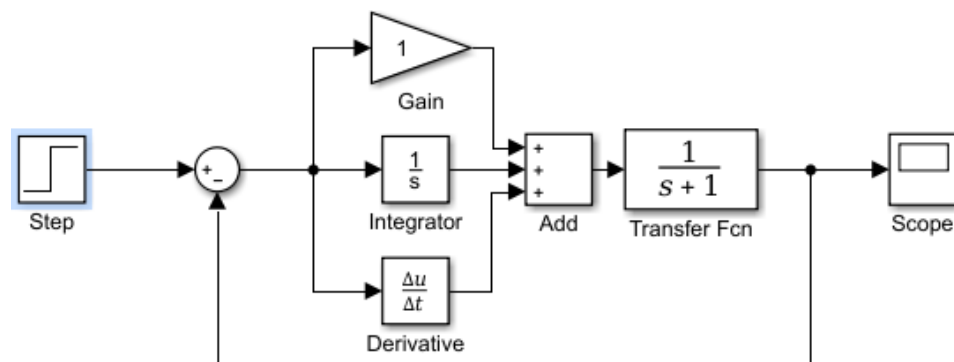 1
Gain
Step
+
−
1
s
Integrator
+
+
+
Add
1
s + 1
Transfer Fcn
Scope
Δu
Δt
Derivative